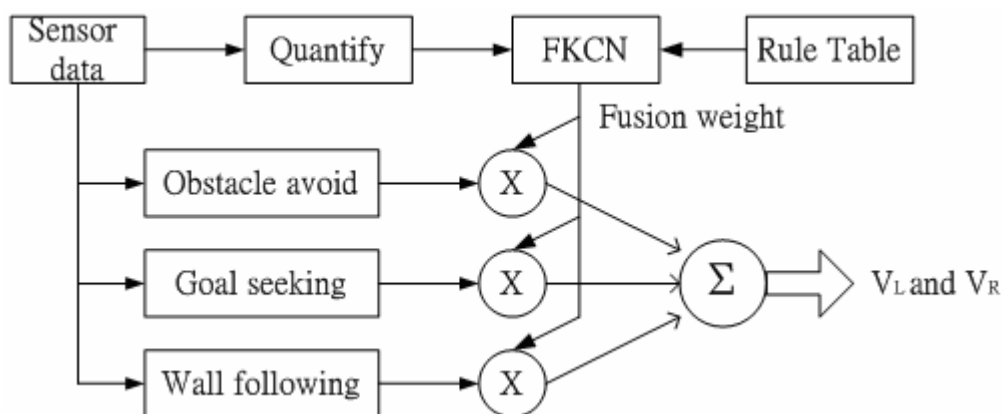 Sensor
data
Quantify
FKCN
Rule Table
Fusion weight
Obstacle avoid
X
Goal seeking
X
Σ
VL and VR
Wall following
X